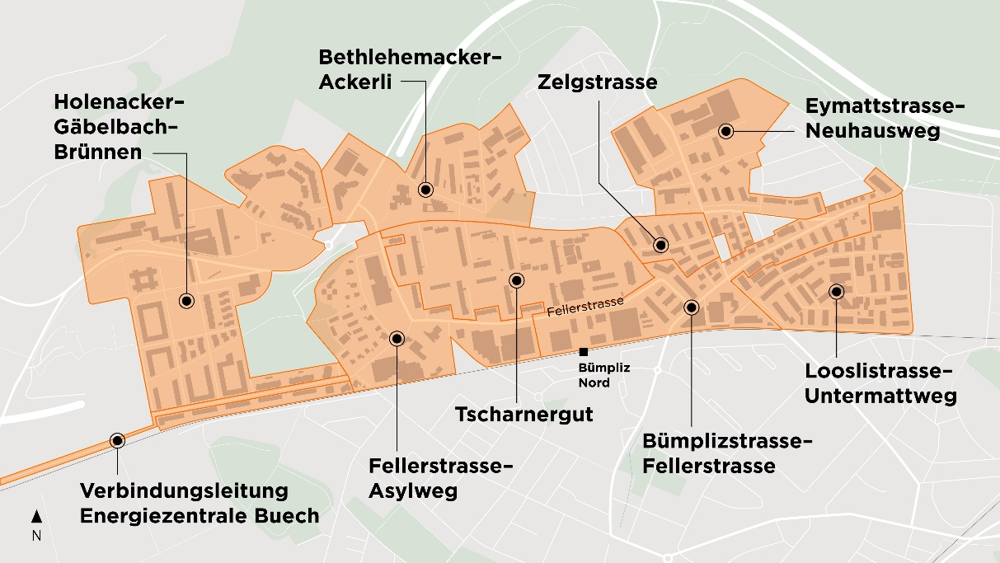 Bethlehemacker–
Ackerli
Zelgstrasse
Holenacker–
Gäbelbach–
Brünnen
Eymattstrasse–
Neuhausweg
Fellerstrasse
Bümpliz
Nord
Looslistrasse–
Untermattweg
Tscharnergut
Bümplizstrasse–
Fellerstrasse
Fellerstrasse–
Asylweg
Verbindungsleitung
Energiezentrale Buech
N